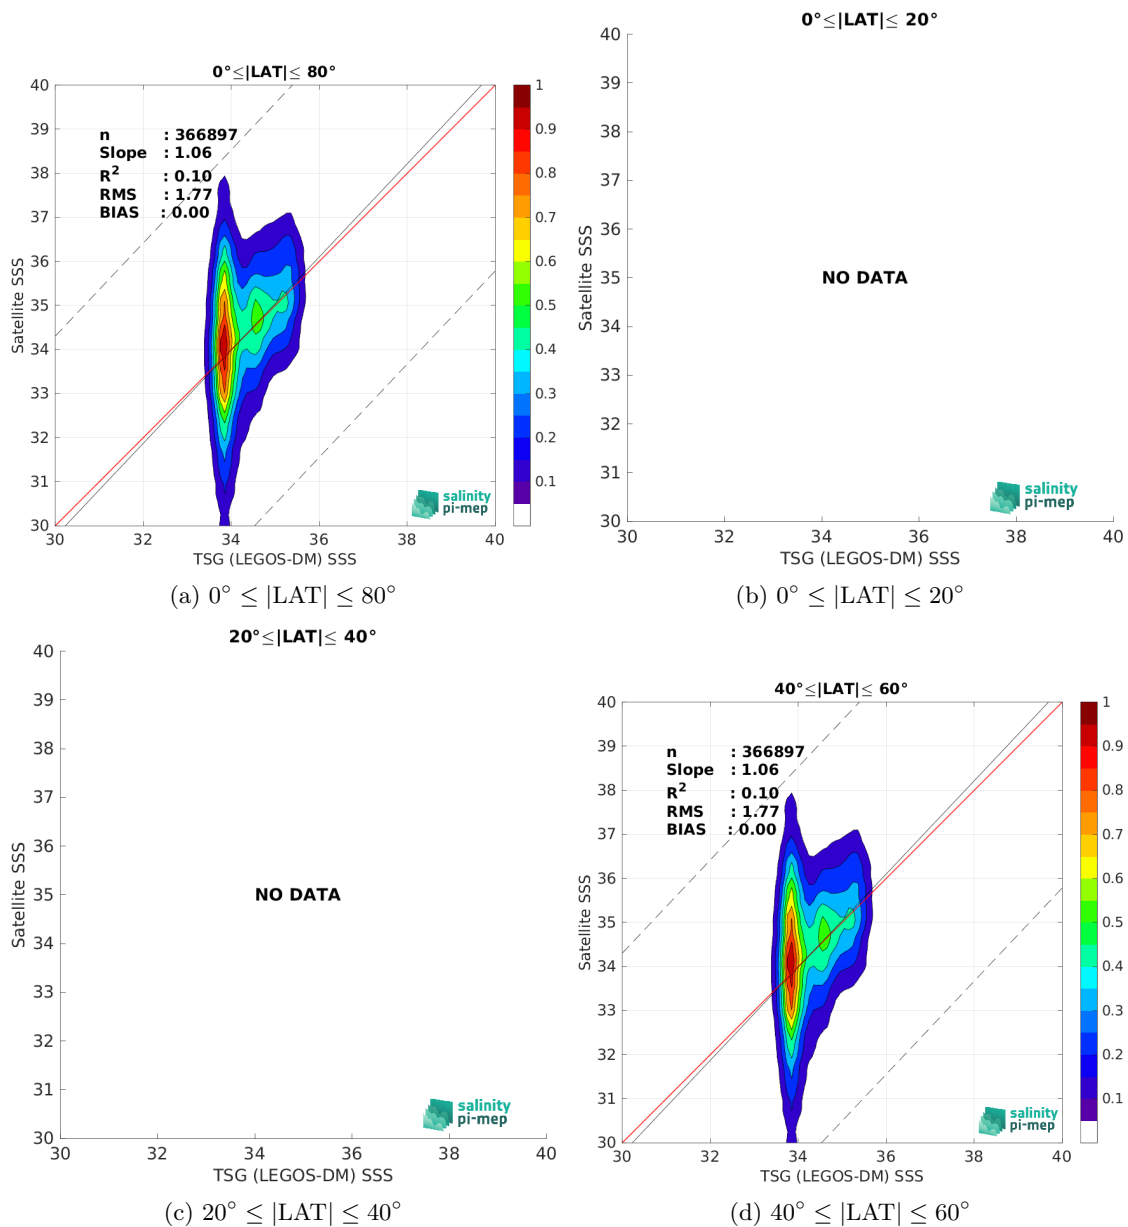 0°≤|LAT|≤ 80°
n : 366897
Slope : 1.06
R² : 0.10
RMS : 1.77
BIAS : 0.00
40
39
38
37
36
35
34
33
32
31
30
Satellite SSS
30 32 34 36 38 40
TSG (LEGOS-DM) SSS
1
0.9
0.8
0.7
0.6
0.5
0.4
0.3
0.2
0.1
salinity
pi-mep
(a) 0° ≤ |LAT| ≤ 80°
0°≤|LAT|≤ 20°
40
39
38
37
36
35
34
33
32
31
30
Satellite SSS
NO DATA
30 32 34 36 38 40
TSG (LEGOS-DM) SSS
salinity
pi-mep
(b) 0° ≤ |LAT| ≤ 20°
20°≤|LAT|≤ 40°
40
39
38
37
36
35
34
33
32
31
30
Satellite SSS
NO DATA
30 32 34 36 38 40
TSG (LEGOS-DM) SSS
salinity
pi-mep
(c) 20° ≤ |LAT| ≤ 40°
40°≤|LAT|≤ 60°
n : 366897
Slope : 1.06
R² : 0.10
RMS : 1.77
BIAS : 0.00
40
39
38
37
36
35
34
33
32
31
30
Satellite SSS
30 32 34 36 38 40
TSG (LEGOS-DM) SSS
1
0.9
0.8
0.7
0.6
0.5
0.4
0.3
0.2
0.1
salinity
pi-mep
(d) 40° ≤ |LAT| ≤ 60°